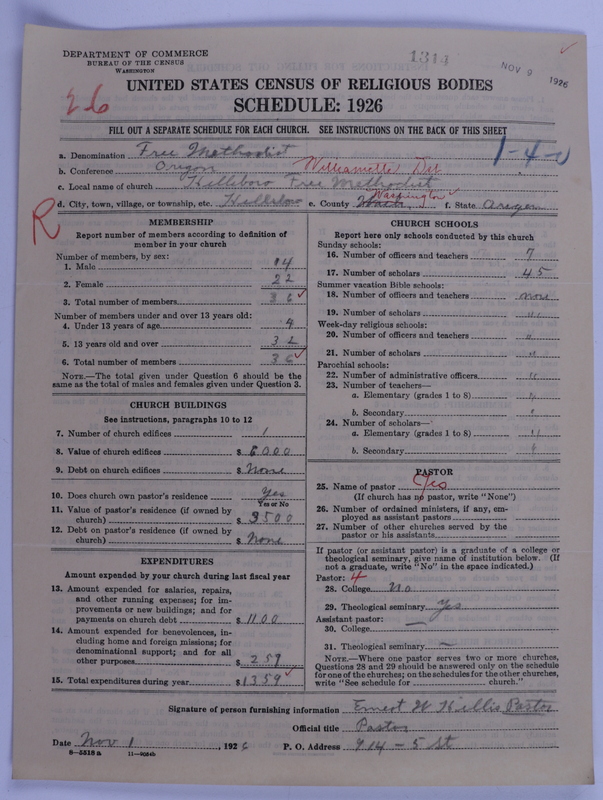 DEPARTMENT OF COMMERCE
BUREAU OF THE CENSUS
WASHINGTON
1314
NOV 9 1926
26
UNITED STATES CENSUS OF RELIGIOUS BODIES
SCHEDULE: 1926
FILL OUT A SEPARATE SCHEDULE FOR EACH CHURCH. SEE INSTRUCTIONS ON THE BACK OF THIS SHEET
1-4-0
a. Denomination Free Methodist
b. Conference Oregon Williamette Dist
c. Local name of church Hillsboro Free Methodist
d. City, town, village, or township, etc. Hillsboro e. County Washington f. State Oregon
R
MEMBERSHIP
Report number of members according to definition of
member in your church
Number of members, by sex:
1. Male 14
2. Female 22
3. Total number of members 36
Number of members under and over 13 years old:
4. Under 13 years of age 4
5. 13 years old and over 32
6. Total number of members 36
NOTE.—The total given under Question 6 should be the
same as the total of males and females given under Question 3.
CHURCH BUILDINGS
See instructions, paragraphs 10 to 12
7. Number of church edifices 1
8. Value of church edifices $ 6000
9. Debt on church edifices $ None
10. Does church own pastor's residence Yes
Yes or No
11. Value of pastor's residence (if owned by
church) $ 3500
12. Debt on pastor's residence (if owned by
church) $ None
EXPENDITURES
Amount expended by your church during last fiscal year
13. Amount expended for salaries, repairs,
and other running expenses; for im-
provements or new buildings; and for
payments on church debt $ 1100
14. Amount expended for benevolences, in-
cluding home and foreign missions; for
denominational support; and for all
other purposes $ 259
15. Total expenditures during year $ 1359
CHURCH SCHOOLS
Report here only schools conducted by this church
Sunday schools:
16. Number of officers and teachers 7
17. Number of scholars 45
Summer vacation Bible schools:
18. Number of officers and teachers none
19. Number of scholars "
Week-day religious schools:
20. Number of officers and teachers "
21. Number of scholars "
Parochial schools:
22. Number of administrative officers "
23. Number of teachers—
a. Elementary (grades 1 to 8) "
b. Secondary "
24. Number of scholars—
a. Elementary (grades 1 to 8) "
b. Secondary "
PASTOR
25. Name of pastor Yes
(If church has no pastor, write "None")
26. Number of ordained ministers, if any, em-
ployed as assistant pastors
27. Number of other churches served by the
pastor or his assistants
If pastor (or assistant pastor) is a graduate of a college or
theological seminary, give name of institution below. (If
not a graduate, write "No" in the space indicated.)
Pastor: 4
28. College No
29. Theological seminary Yes
Assistant pastor:
30. College —
31. Theological seminary —
NOTE.—Where one pastor serves two or more churches,
Questions 28 and 29 should be answered only on the schedule
for one of the churches; on the schedules for the other churches,
write "See schedule for church."
Signature of person furnishing information Ernest W Hillis Pastor
Official title Pastor
Date Nov 1, 1926 P. O. Address 914 - 5 St
8-5518 a